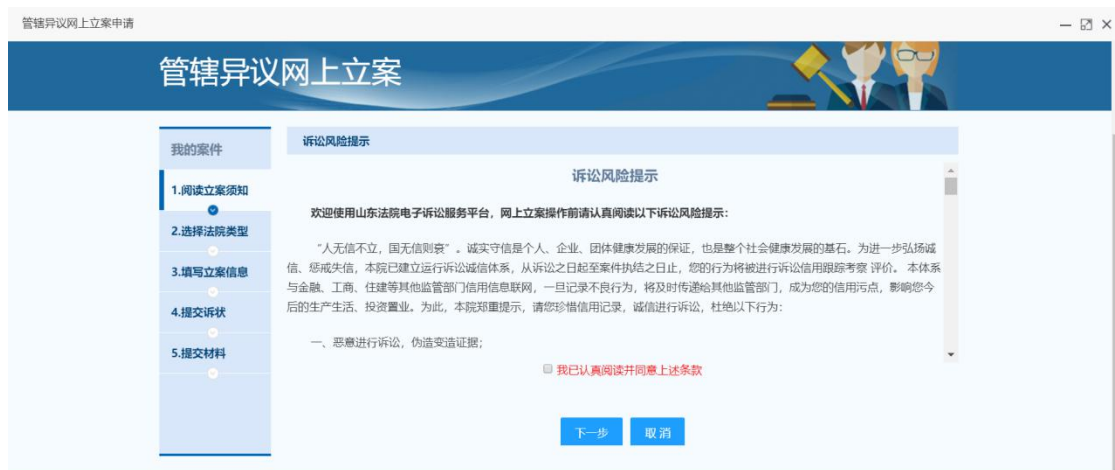 管辖异议网上立案申请
管辖异议网上立案
我的案件
1.阅读立案须知
2.选择法院类型
3.填写立案信息
4.提交诉状
5.提交材料
诉讼风险提示
诉讼风险提示
欢迎使用山东法院电子诉讼服务平台，网上立案操作前请认真阅读以下诉讼风险提示：
“人无信不立，国无信则衰”。诚实守信是个人、企业、团体健康发展的保证，也是整个社会健康发展的基石。为进一步弘扬诚
信、惩戒失信，本院已建立运行诉讼诚信体系，从诉讼之日起至案件执结之日止，您的行为将被进行诉讼信用跟踪考察 评价。 本体系
与金融、工商、住建等其他监管部门信用信息联网，一旦记录不良行为，将及时传递给其他监管部门，成为您的信用污点，影响您今
后的生产生活、投资置业。为此，本院郑重提示，请您珍惜信用记录，诚信进行诉讼，杜绝以下行为：
一、恶意进行诉讼，伪造变造证据；
我已认真阅读并同意上述条款
下一步 取消